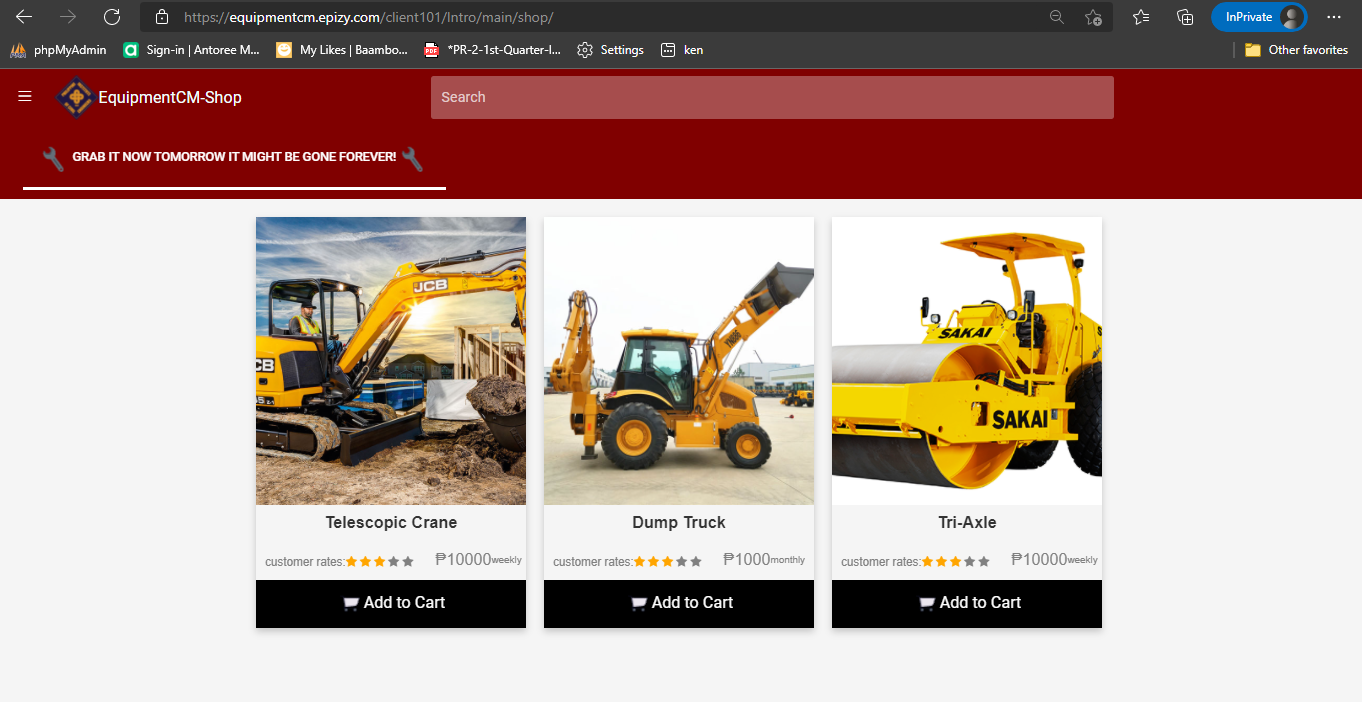 https://equipmentcm.epizy.com/client101/Intro/main/shop/
InPrivate
phpMyAdmin
Sign-in | Antoree M...
My Likes | Baambo...
*PR-2-1st-Quarter-I...
Settings
ken
Other favorites
EquipmentCM-Shop
Search
GRAB IT NOW TOMORROW IT MIGHT BE GONE FOREVER!
JCB
CB
SAKAI
SAKAI
Telescopic Crane
Dump Truck
Tri-Axle
customer rates: ₱10000weekly
customer rates: ₱1000monthly
customer rates: ₱10000weekly
Add to Cart
Add to Cart
Add to Cart